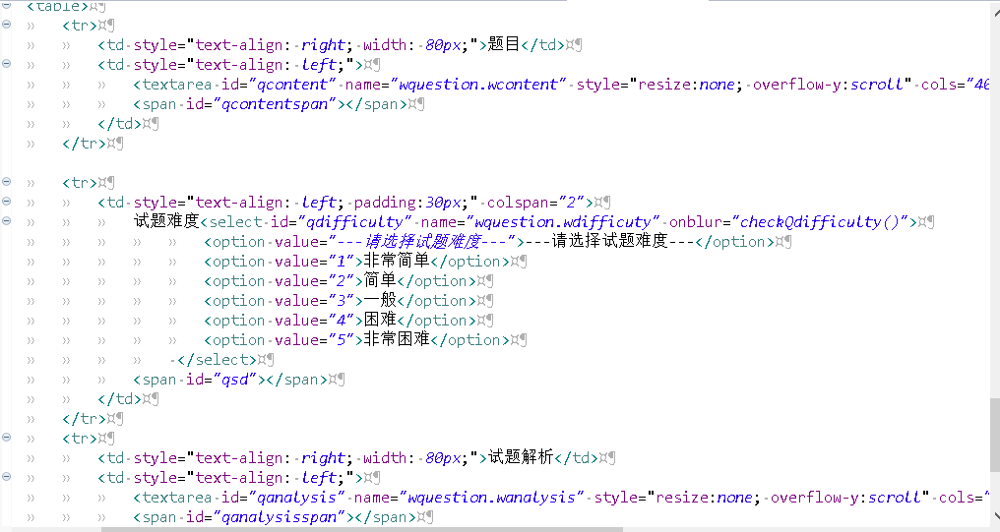 <table>
<tr>
<td style="text-align: right; width: 80px;">题目</td>
<td style="text-align: left;">
<textarea id="qcontent" name="wquestion.wcontent" style="resize:none; overflow-y:scroll" cols="40
<span id="qcontentspan"></span>
</td>
</tr>
<tr>
<td style="text-align: left; padding:30px;" colspan="2">
试题难度<select id="qdifficulty" name="wquestion.wdifficuty" onblur="checkQdifficulty()">
<option value="---请选择试题难度---">---请选择试题难度---</option>
<option value="1">非常简单</option>
<option value="2">简单</option>
<option value="3">一般</option>
<option value="4">困难</option>
<option value="5">非常困难</option>
</select>
<span id="qsd"></span>
</td>
</tr>
<tr>
<td style="text-align: right; width: 80px;">试题解析</td>
<td style="text-align: left;">
<textarea id="qanalysis" name="wquestion.wanalysis" style="resize:none; overflow-y:scroll" cols="
<span id="qanalysisspan"></span>